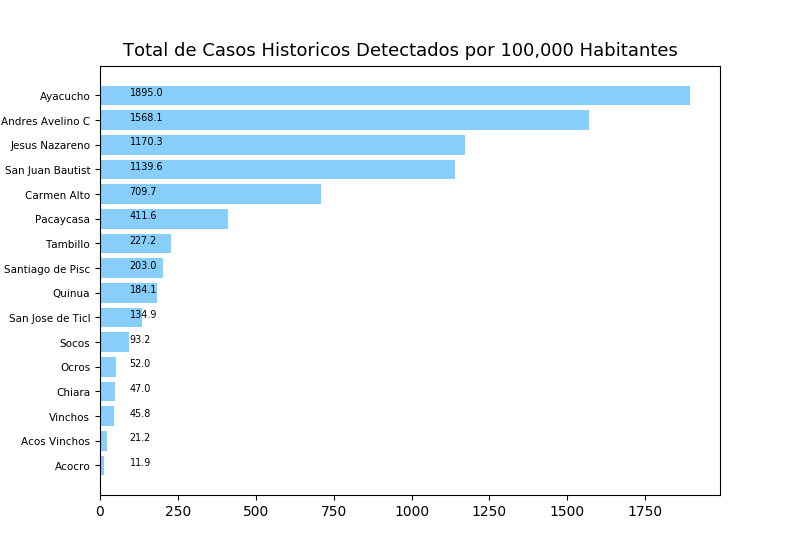 Total de Casos Historicos Detectados por 100,000 Habitantes
Ayacucho 1895.0
Andres Avelino C 1568.1
Jesus Nazareno 1170.3
San Juan Bautist 1139.6
Carmen Alto 709.7
Pacaycasa 411.6
Tambillo 227.2
Santiago de Pisc 203.0
Quinua 184.1
San Jose de Ticl 134.9
Socos 93.2
Ocros 52.0
Chiara 47.0
Vinchos 45.8
Acos Vinchos 21.2
Acocro 11.9
0 250 500 750 1000 1250 1500 1750